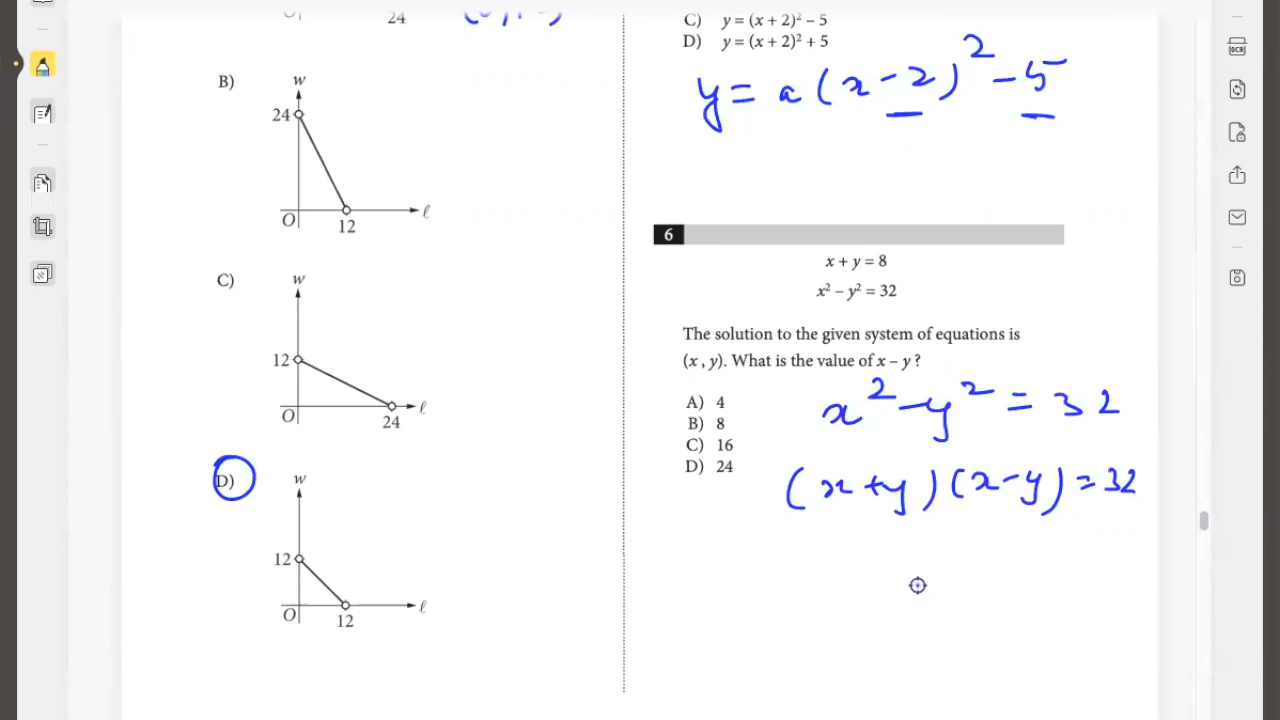 24
B)
w
24
O
12
ℓ
C)
w
12
O
24
ℓ
D)
w
12
O
12
ℓ
C) y = (x + 2)² – 5
D) y = (x + 2)² + 5
y = a (x – 2)² – 5
6
x + y = 8
x² – y² = 32
The solution to the given system of equations is
(x , y). What is the value of x – y ?
A) 4
B) 8
C) 16
D) 24
x² – y² = 32
(x + y) (x – y) = 32
OCR